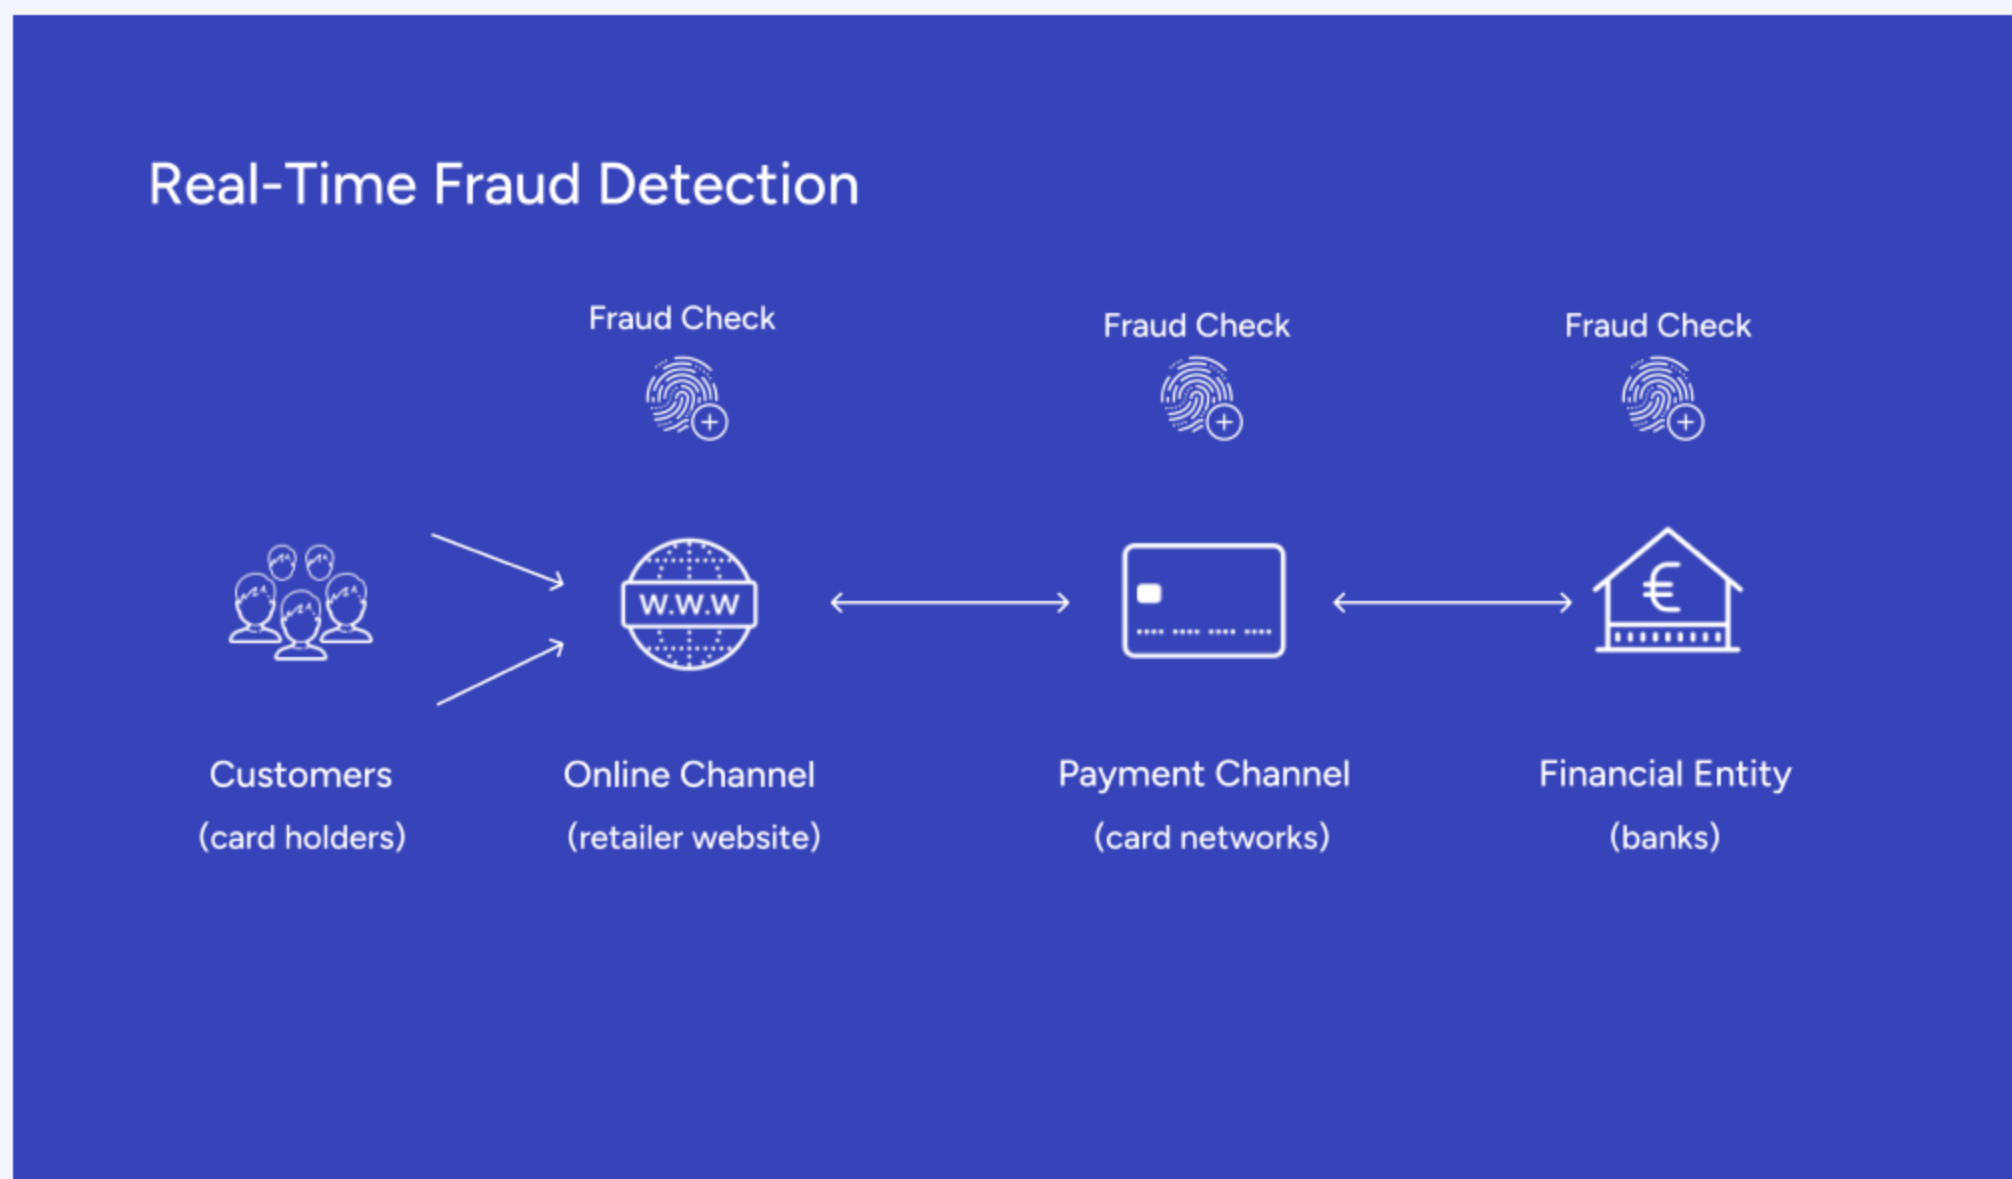 Real-Time Fraud Detection
Fraud Check
Fraud Check
Fraud Check
W.W.W
€
Customers
(card holders)
Online Channel
(retailer website)
Payment Channel
(card networks)
Financial Entity
(banks)